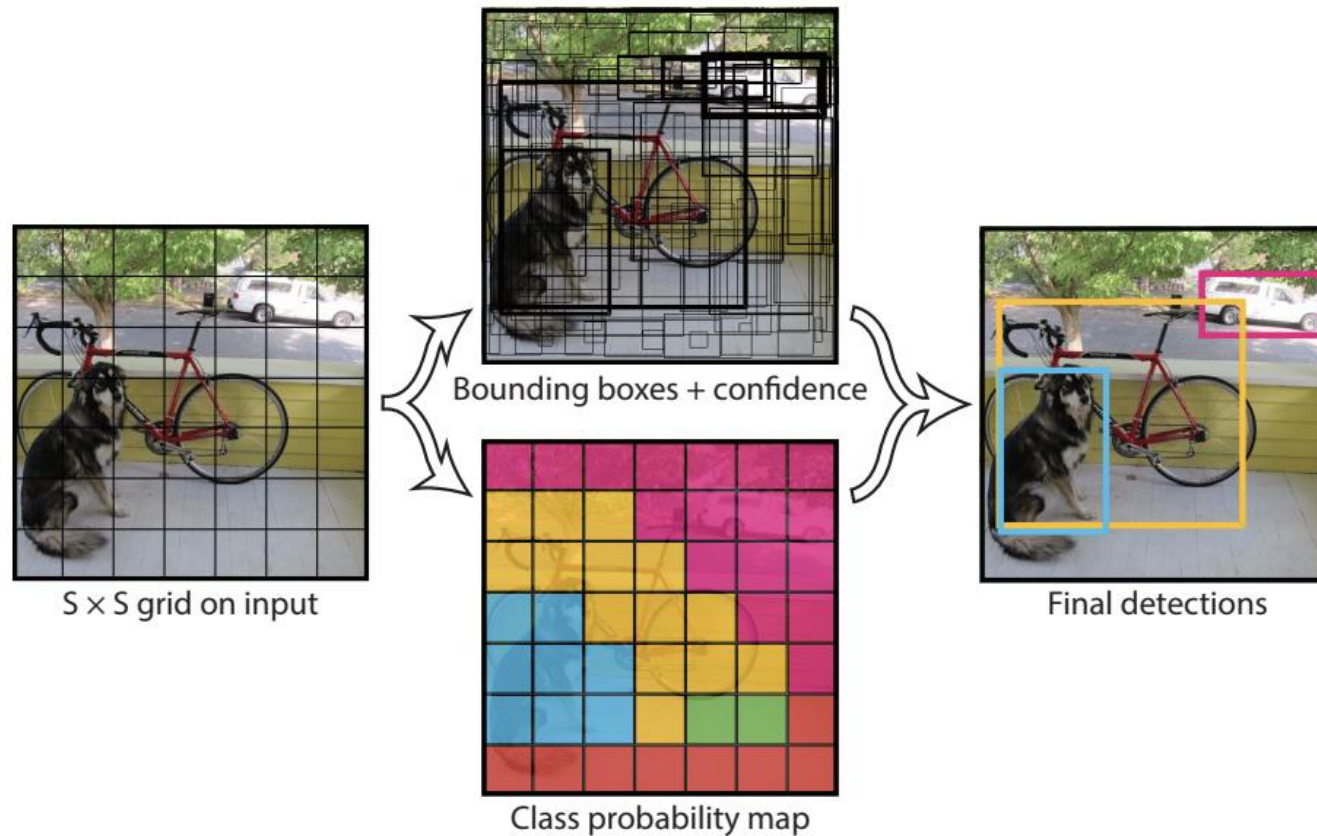 Bounding boxes + confidence
S × S grid on input
Final detections
Class probability map